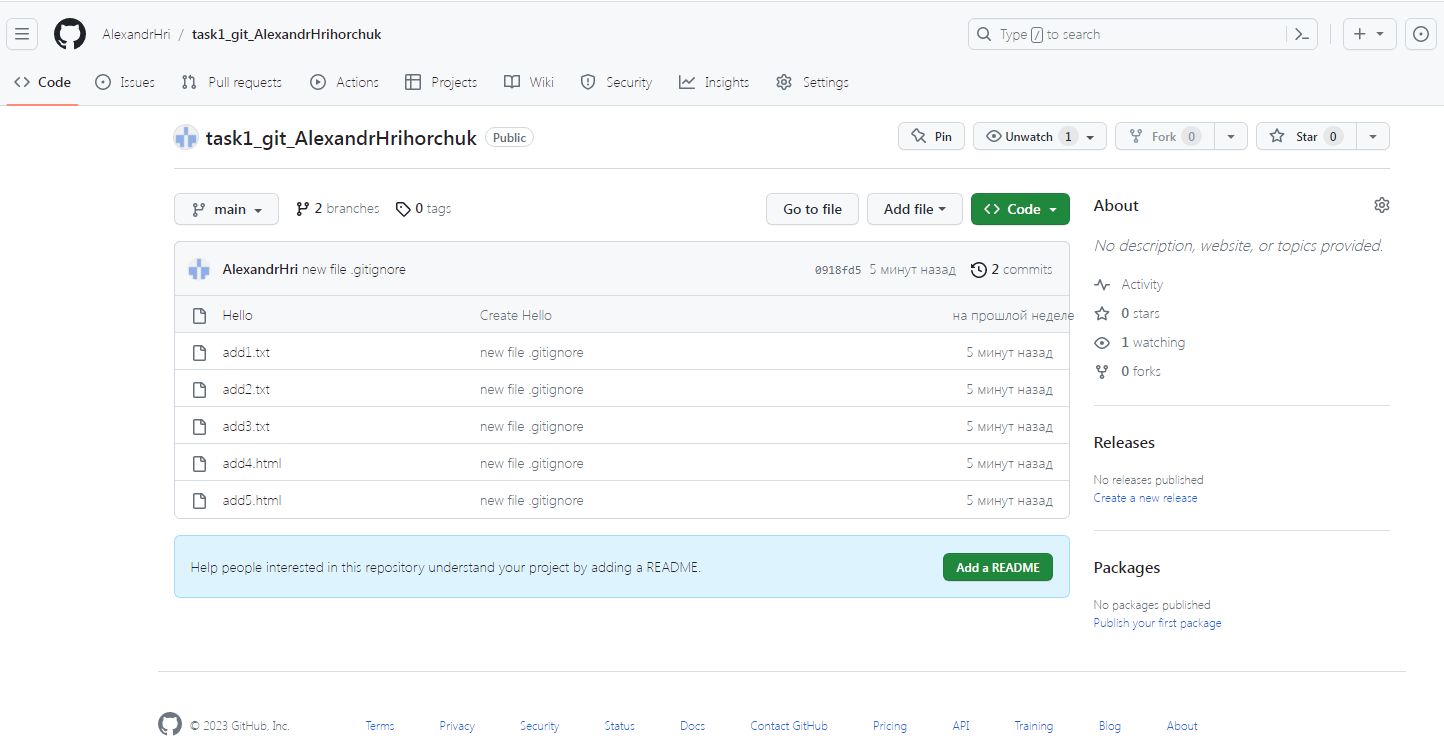 AlexandrHri / task1_git_AlexandrHrihorchuk
Type / to search
Code Issues Pull requests Actions Projects Wiki Security Insights Settings
task1_git_AlexandrHrihorchuk Public
Pin Unwatch 1 Fork 0 Star 0
main 2 branches 0 tags Go to file Add file Code
AlexandrHri new file .gitignore 0918fd5 5 минут назад 2 commits
Hello Create Hello на прошлой неделе
add1.txt new file .gitignore 5 минут назад
add2.txt new file .gitignore 5 минут назад
add3.txt new file .gitignore 5 минут назад
add4.html new file .gitignore 5 минут назад
add5.html new file .gitignore 5 минут назад
Help people interested in this repository understand your project by adding a README. Add a README
About
No description, website, or topics provided.
Activity
0 stars
1 watching
0 forks
Releases
No releases published
Create a new release
Packages
No packages published
Publish your first package
© 2023 GitHub, Inc. Terms Privacy Security Status Docs Contact GitHub Pricing API Training Blog About